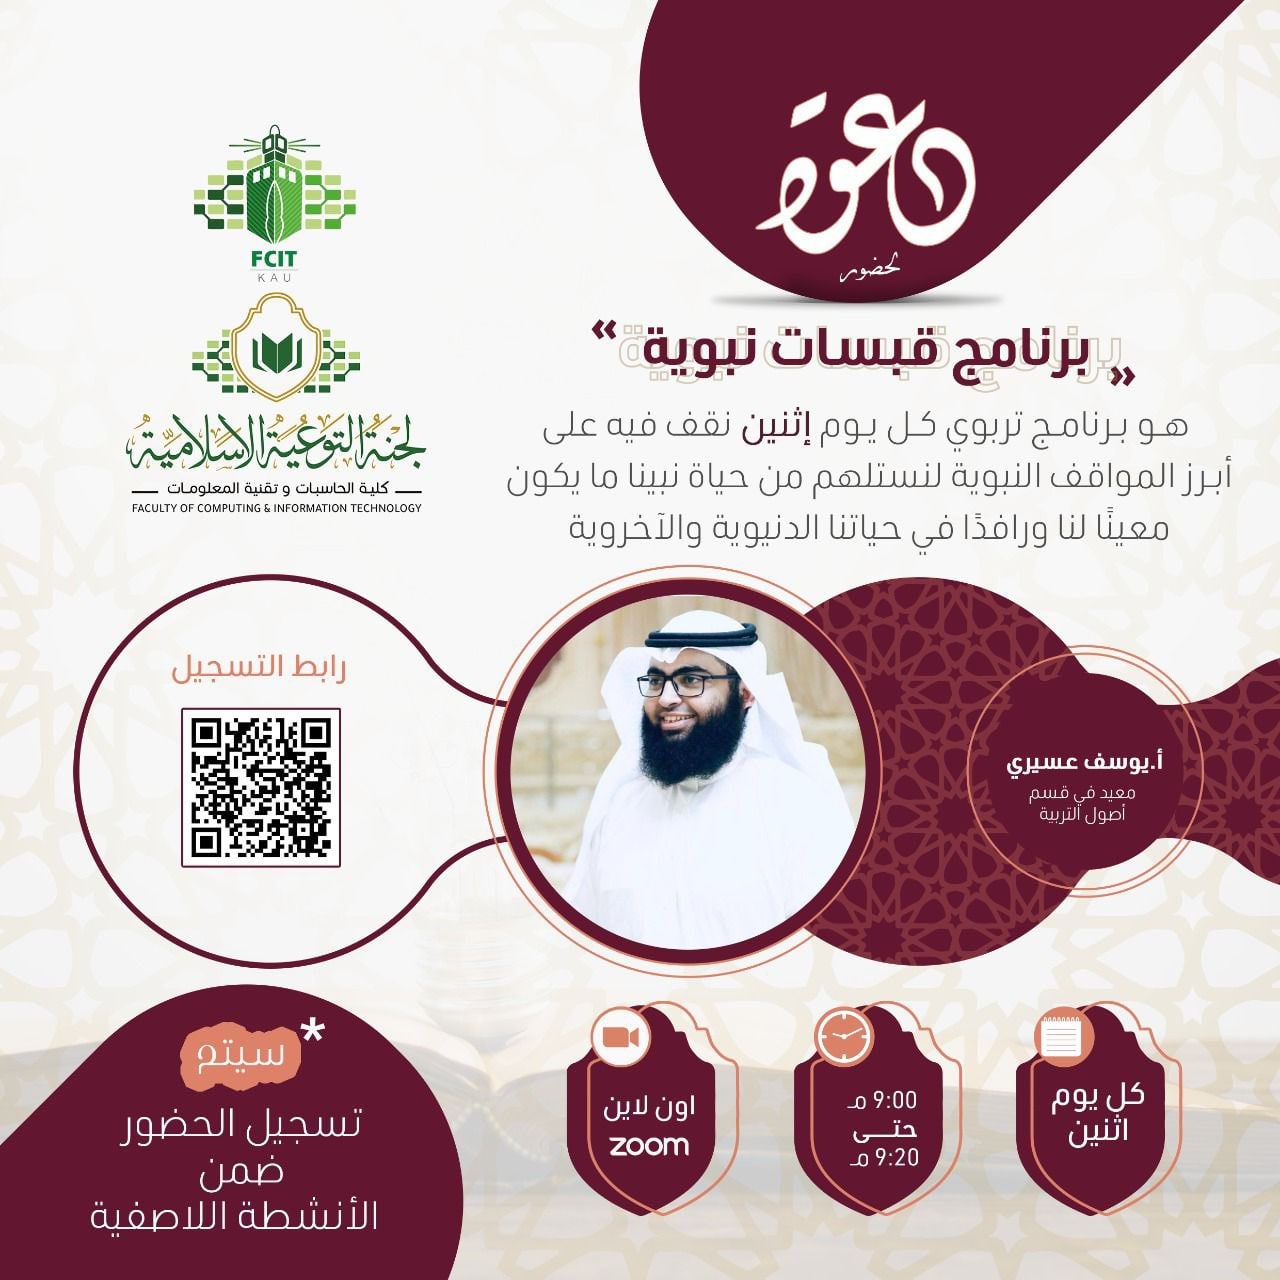 دعوة
لحضور
FCIT
KAU
لجنة التوعية الاسلامية
كلية الحاسبات و تقنية المعلومات
FACULTY OF COMPUTING & INFORMATION TECHNOLOGY
« برنامج قبسات نبوية »
هو برنامج تربوي كل يوم إثنين نقف فيه على
أبرز المواقف النبوية لنستلهم من حياة نبينا ما يكون
معينًا لنا ورافدًا في حياتنا الدنيوية والآخروية
أ.يوسف عسيري
معيد في قسم
أصول التربية
رابط التسجيل
كل يوم
اثنين
9:00 مـ
حتـــى
9:20 مـ
اون لاين
zoom
* سيتم
تسجيل الحضور
ضمن
الأنشطة اللاصفية